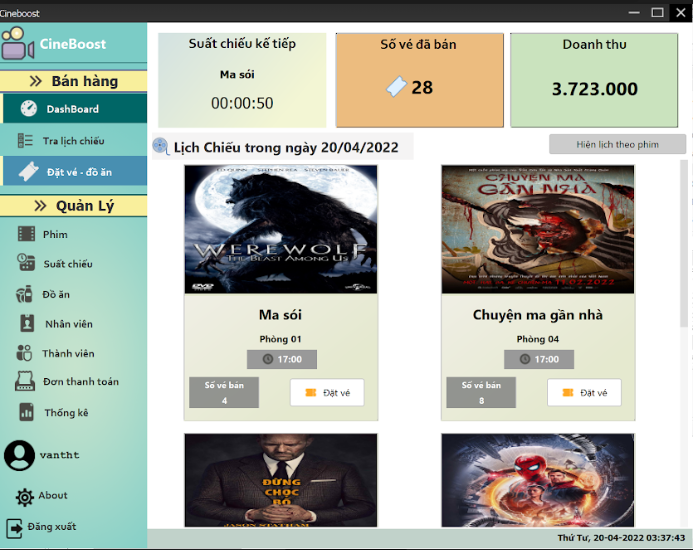 Cineboost
CineBoost
Bán hàng
DashBoard
Tra lịch chiếu
Đặt vé - đồ ăn
Quản Lý
Phim
Suất chiếu
Đồ ăn
Nhân viên
Thành viên
Đơn thanh toán
Thống kê
vantht
About
Đăng xuất
Suất chiếu kế tiếp
Ma sói
00:00:50
Số vé đã bán
28
Doanh thu
3.723.000
Lịch Chiếu trong ngày 20/04/2022
Hiện lịch theo phim
WEREWOLF
THE BEAST AMONG US
DVD
Ma sói
Phòng 01
17:00
Số vé bán
4
Đặt vé
CHUYỆN MA
GẦN NHÀ
11.02.2022
Chuyện ma gần nhà
Phòng 04
17:00
Số vé bán
8
Đặt vé
ĐỪNG
CHỌC
BỐ
JASON STATHAM
Thứ Tư, 20-04-2022 03:37:43